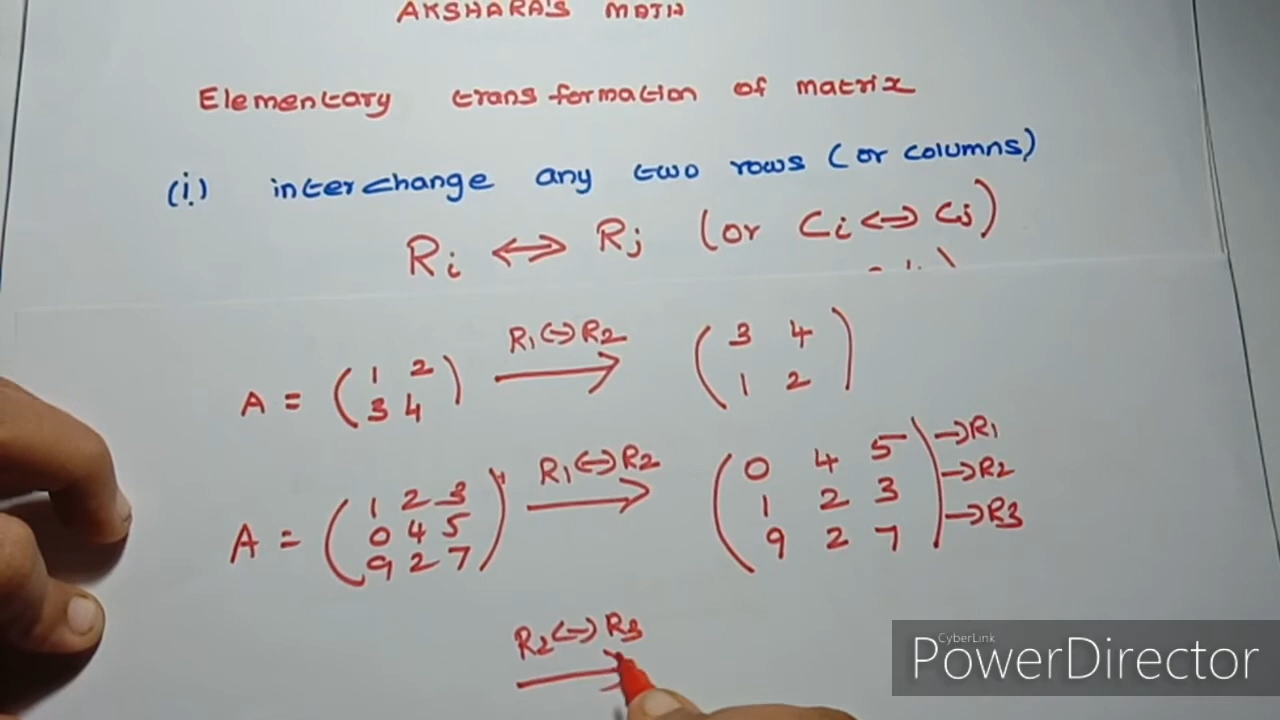 AKSHARA'S MATH
Elementary transformation of matrix
(i) interchange any two rows (or columns)
Ri ⇔ Rj (or Ci ⇔ Cj)
A = (1 2 R1⇔R2 (3 4
3 4) ⟶ 1 2)
A = (1 2 3 R1⇔R2 (0 4 5 →R1
0 4 5 ⟶ 1 2 3 →R2
9 2 7) 9 2 7) →R3
R2⇔R3
⟶
CyberLink
PowerDirector